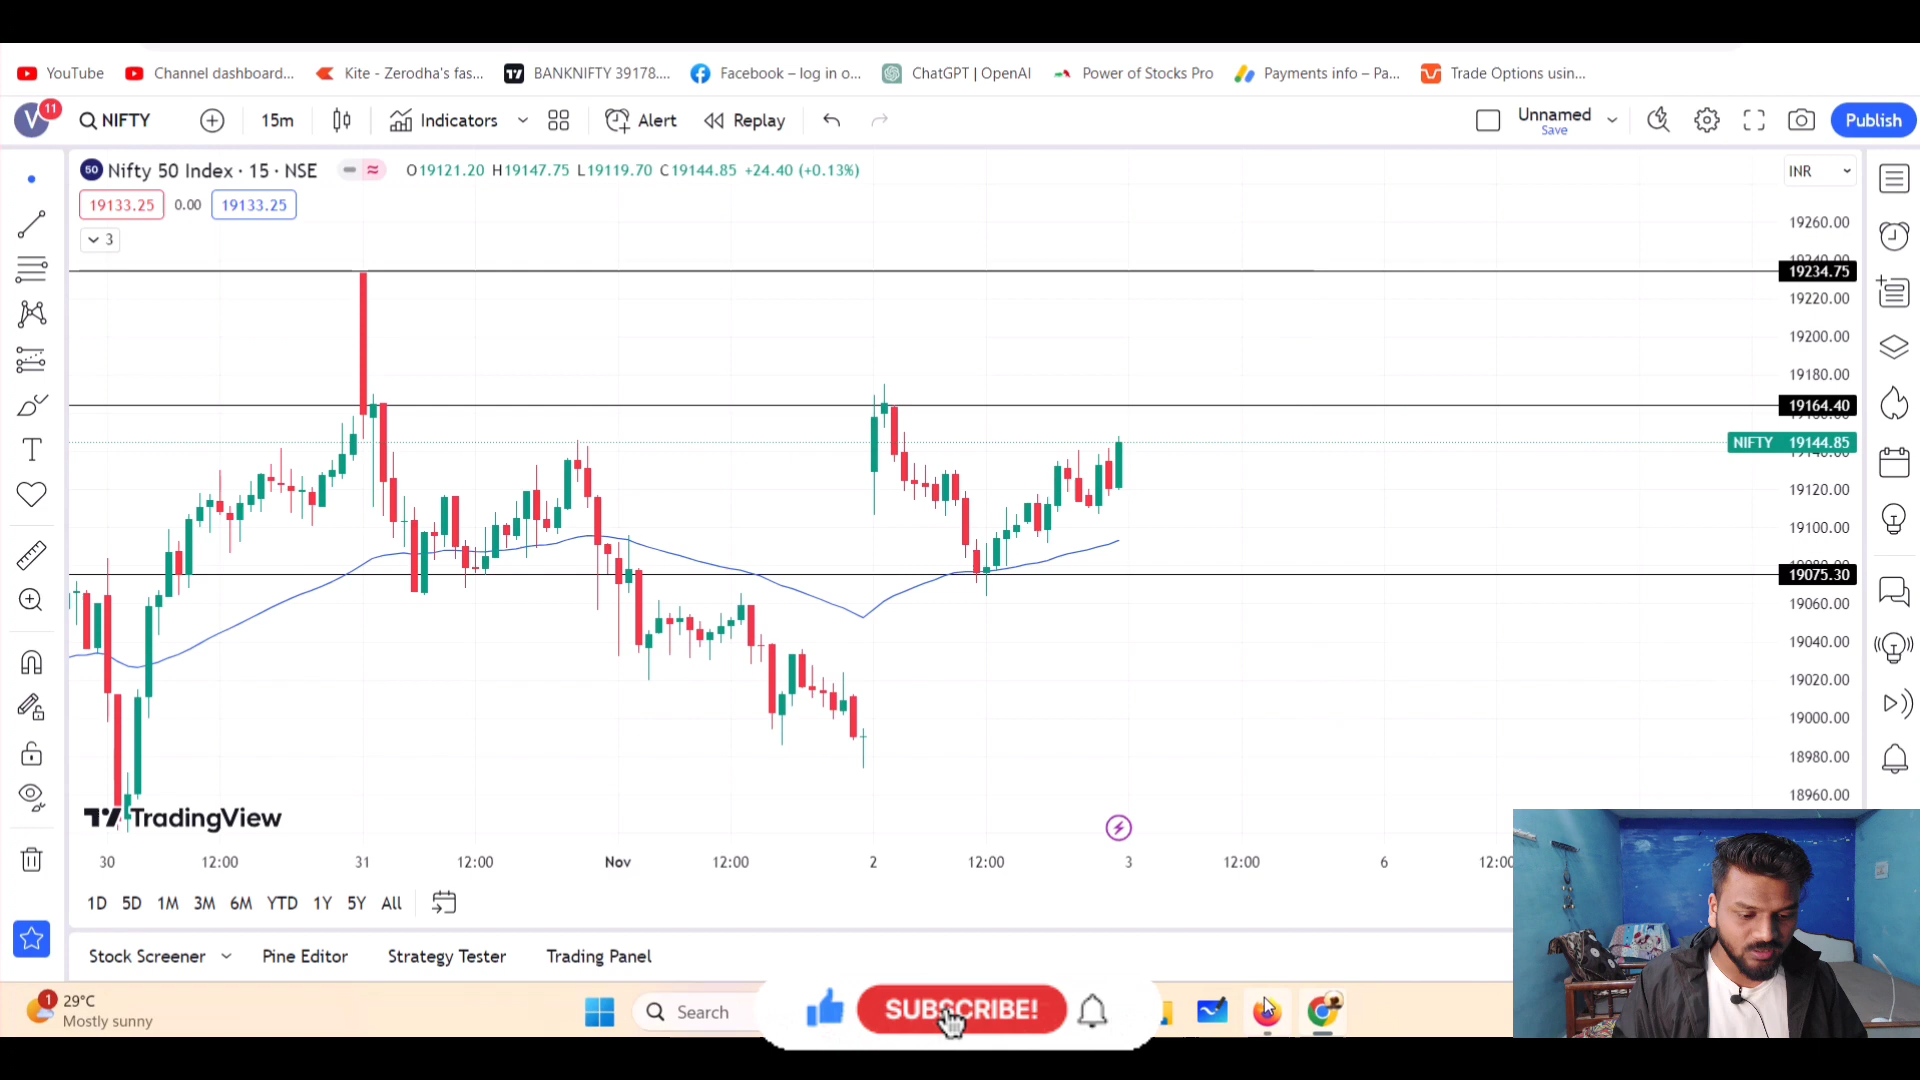 YouTube
Channel dashboard...
Kite - Zerodha's fas...
BANKNIFTY 39178....
Facebook – log in o...
ChatGPT | OpenAI
Power of Stocks Pro
Payments info – Pa...
Trade Options usin...
V
11
NIFTY
15m
Indicators
Alert
Replay
Unnamed
Save
Publish
50
Nifty 50 Index · 15 · NSE
O19121.20 H19147.75 L19119.70 C19144.85 +24.40 (+0.13%)
INR
19133.25
0.00
19133.25
3
19260.00
19234.75
19220.00
19200.00
19180.00
19164.40
NIFTY 19144.85
19120.00
19100.00
19075.30
19060.00
19040.00
19020.00
19000.00
18980.00
18960.00
TradingView
30
12:00
31
12:00
Nov
12:00
2
12:00
3
12:00
6
1D
5D
1M
3M
6M
YTD
1Y
5Y
All
Stock Screener
Pine Editor
Strategy Tester
Trading Panel
1
29°C
Mostly sunny
Search
SUBSCRIBE!